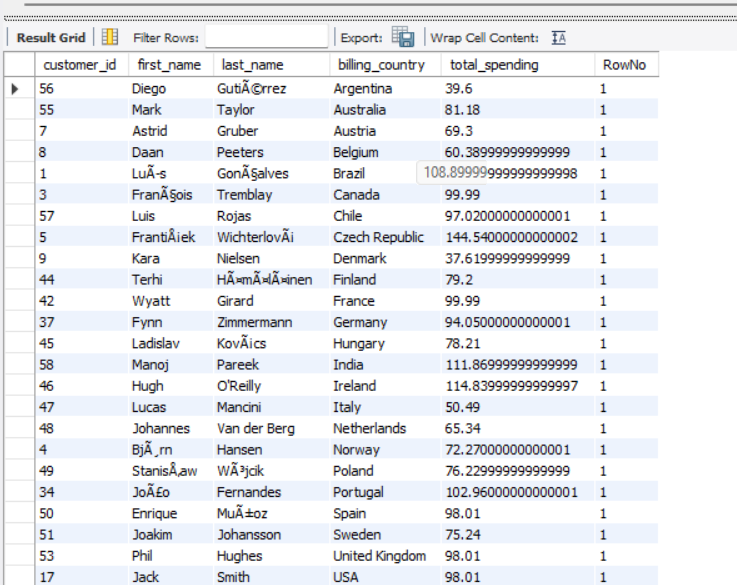 Result Grid Filter Rows: Export: Wrap Cell Content: IA
customer_id first_name last_name billing_country total_spending RowNo
56 Diego GutiÃ©rrez Argentina 39.6 1
55 Mark Taylor Australia 81.18 1
7 Astrid Gruber Austria 69.3 1
8 Daan Peeters Belgium 60.38999999999999 1
1 LuÃ-s GonÃ§alves Brazil 108.89999999999998 1
3 FranÃ§ois Tremblay Canada 99.99 1
57 Luis Rojas Chile 97.02000000000001 1
5 FrantiÅ¡ek WichterlovÃ¡ Czech Republic 144.54000000000002 1
9 Kara Nielsen Denmark 37.61999999999999 1
44 Terhi HÃ¤mÃ¤lÃ¤inen Finland 79.2 1
42 Wyatt Girard France 99.99 1
37 Fynn Zimmermann Germany 94.05000000000001 1
45 Ladislav KovÃ¡cs Hungary 78.21 1
58 Manoj Pareek India 111.86999999999999 1
46 Hugh O'Reilly Ireland 114.83999999999997 1
47 Lucas Mancini Italy 50.49 1
48 Johannes Van der Berg Netherlands 65.34 1
4 BjÃ¸rn Hansen Norway 72.27000000000001 1
49 StanisÅ‚aw WÃ³jcik Poland 76.22999999999999 1
34 JoÃ£o Fernandes Portugal 102.96000000000001 1
50 Enrique MuÃ±oz Spain 98.01 1
51 Joakim Johansson Sweden 75.24 1
53 Phil Hughes United Kingdom 98.01 1
17 Jack Smith USA 98.01 1